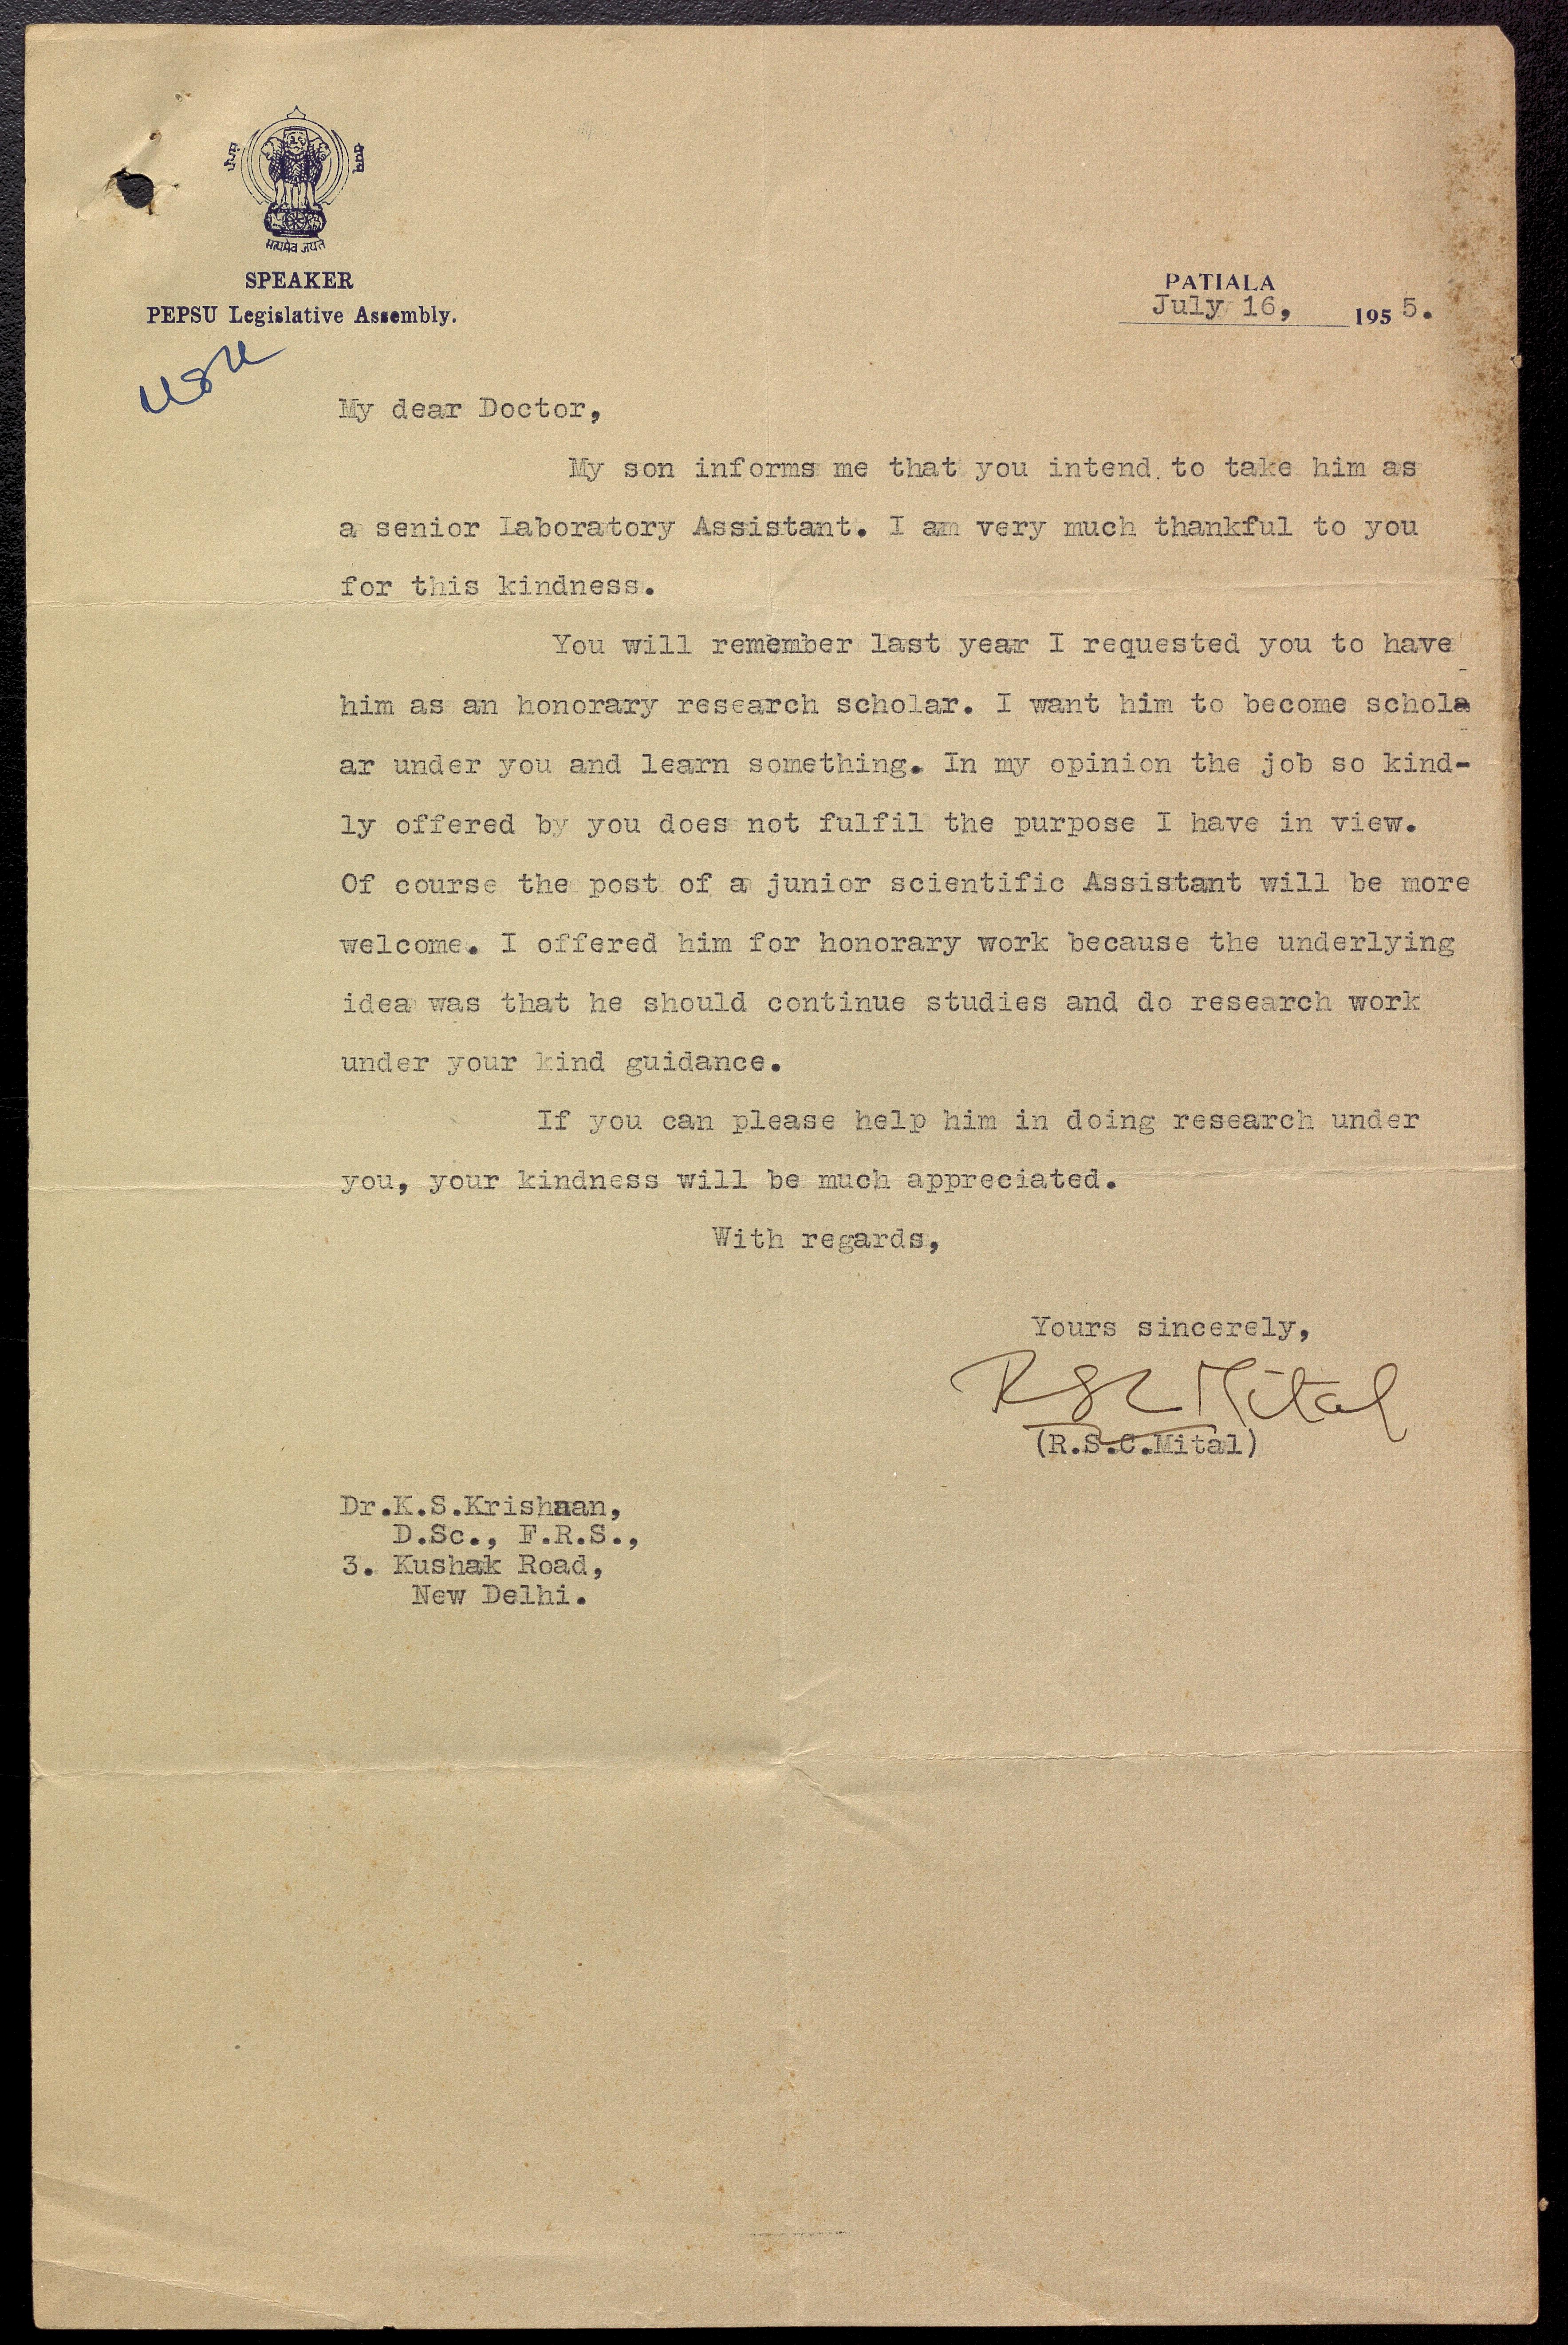 सत्यमेव जयते
SPEAKER
PEPSU Legislative Assembly.
PATIALA
July 16, 1955.
My dear Doctor,
My son informs me that you intend to take him as
a senior Laboratory Assistant. I am very much thankful to you
for this kindness.
You will remember last year I requested you to have
him as an honorary research scholar. I want him to become schola
ar under you and learn something. In my opinion the job so kind-
ly offered by you does not fulfil the purpose I have in view.
Of course the post of a junior scientific Assistant will be more
welcome. I offered him for honorary work because the underlying
idea was that he should continue studies and do research work
under your kind guidance.
If you can please help him in doing research under
you, your kindness will be much appreciated.
With regards,
Yours sincerely,
RSC Mital
(R.S.C.Mital)
Dr.K.S.Krishnan,
D.Sc., F.R.S.,
3. Kushak Road,
New Delhi.